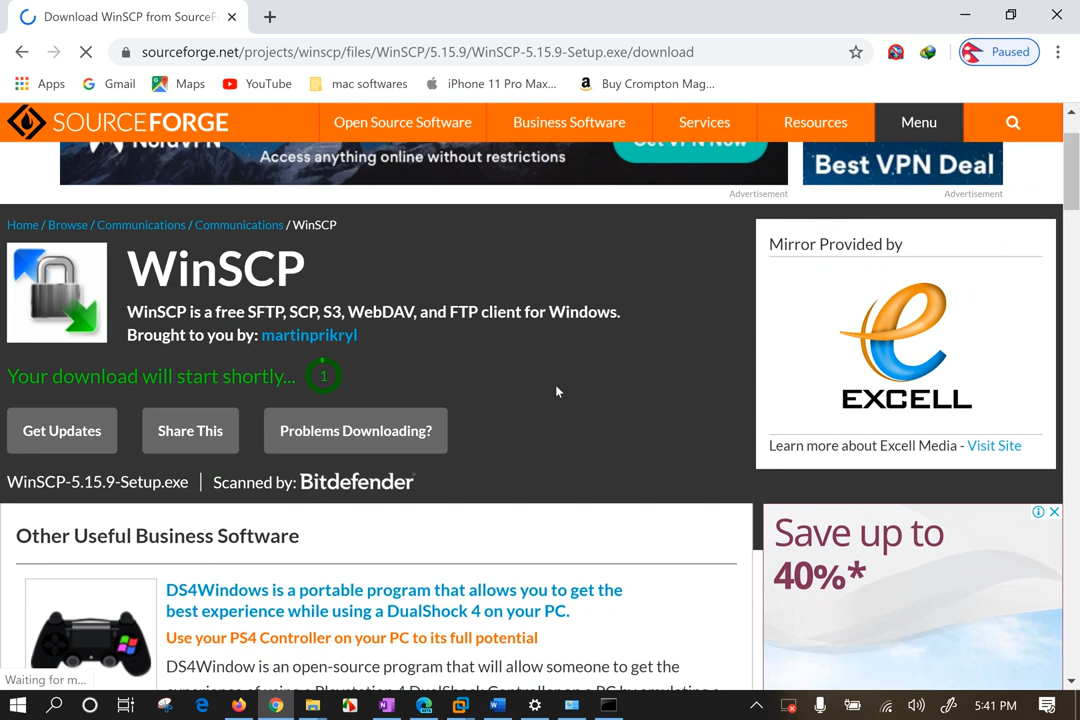 Download WinSCP from SourceF
sourceforge.net/projects/winscp/files/WinSCP/5.15.9/WinSCP-5.15.9-Setup.exe/download
Paused
Apps
Gmail
Maps
YouTube
mac softwares
iPhone 11 Pro Max...
Buy Crompton Mag...
SOURCEFORGE
Open Source Software
Business Software
Services
Resources
Menu
Access anything online without restrictions
Best VPN Deal
Advertisement
Advertisement
Home / Browse / Communications / Communications / WinSCP
WinSCP
WinSCP is a free SFTP, SCP, S3, WebDAV, and FTP client for Windows.
Brought to you by: martinprikryl
Your download will start shortly... 1
Get Updates
Share This
Problems Downloading?
WinSCP-5.15.9-Setup.exe | Scanned by: Bitdefender
Mirror Provided by
EXCELL
Learn more about Excell Media - Visit Site
Other Useful Business Software
DS4Windows is a portable program that allows you to get the
best experience while using a DualShock 4 on your PC.
Use your PS4 Controller on your PC to its full potential
DS4Window is an open-source program that will allow someone to get the
Save up to
40%*
Waiting for m...
5:41 PM